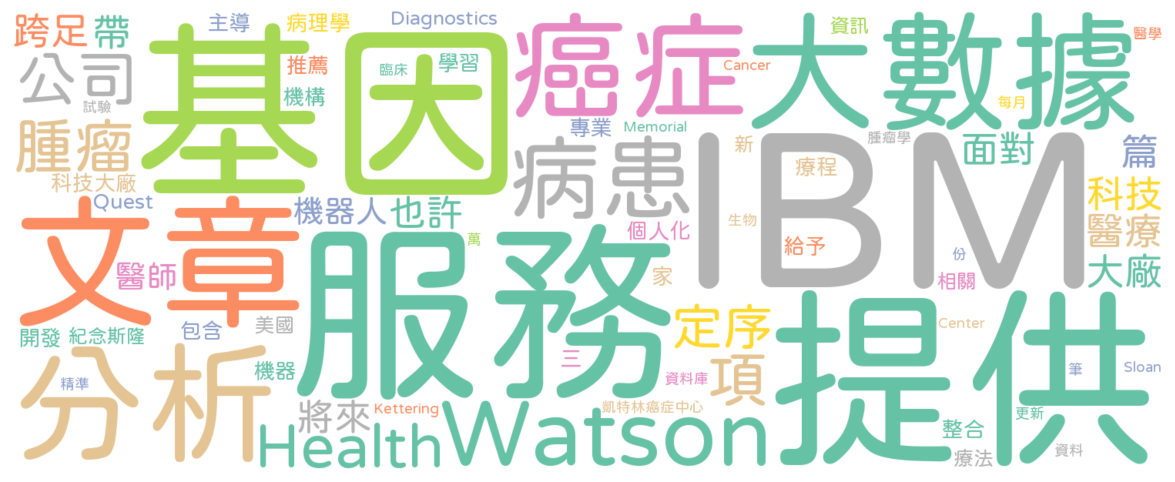 跨足
帶
主導
病理學
Diagnostics
癌症
大數據
資訊
醫學
基因
推薦
臨床
學習
Cancer
公司
試驗
機構
每月
腫瘤
專業
Memorial
病患
IBM
新
腫瘤學
面對
篇
科技大廠
療程
科技
Quest
機器人
也許
文章
服務
萬
個人化
生物
給予
醫療
醫師
家
份
相關
大廠
開發
紀念斯隆
包含
美國
定序
提供
Center
分析
精準
機器
三
資料庫
項
筆
Sloan
將來
Kettering
凱特林癌症中心
更新
Health
Watson
整合
療法
資料